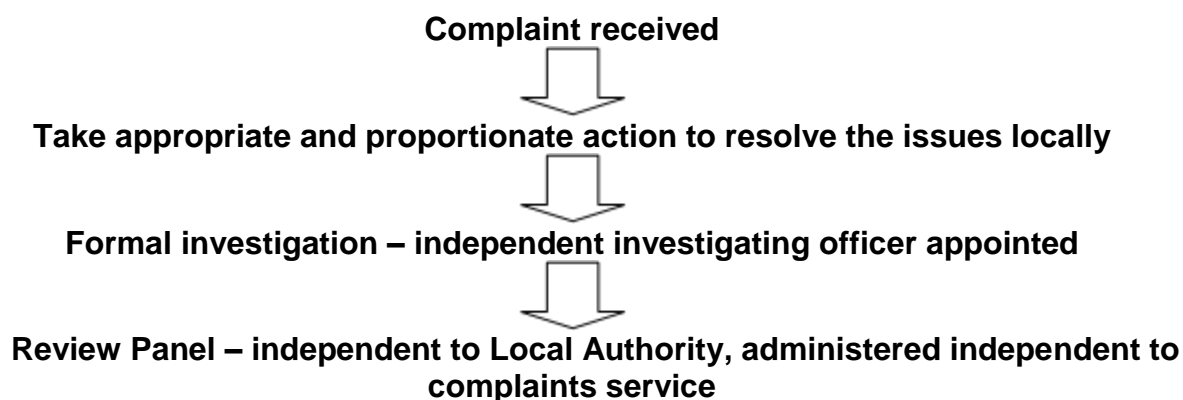 Complaint received
Take appropriate and proportionate action to resolve the issues locally
Formal investigation – independent investigating officer appointed
Review Panel – independent to Local Authority, administered independent to
complaints service